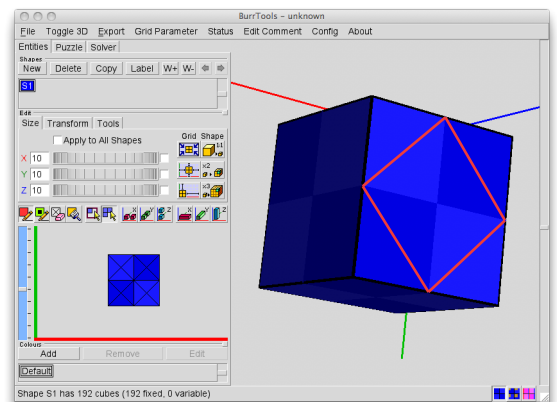 BurrTools - unknown
File Toggle 3D Export Grid Parameter Status Edit Comment Config About
Entities Puzzle Solver
Shapes
New Delete Copy Label W+ W-
S1
Edit
Size Transform Tools
Apply to All Shapes
Grid Shape
X 10
Y 10
Z 10
1:1
x2
x3
X Y Z X Y Z
Colours
Add Remove Edit
Default
Shape S1 has 192 cubes (192 fixed, 0 variable)